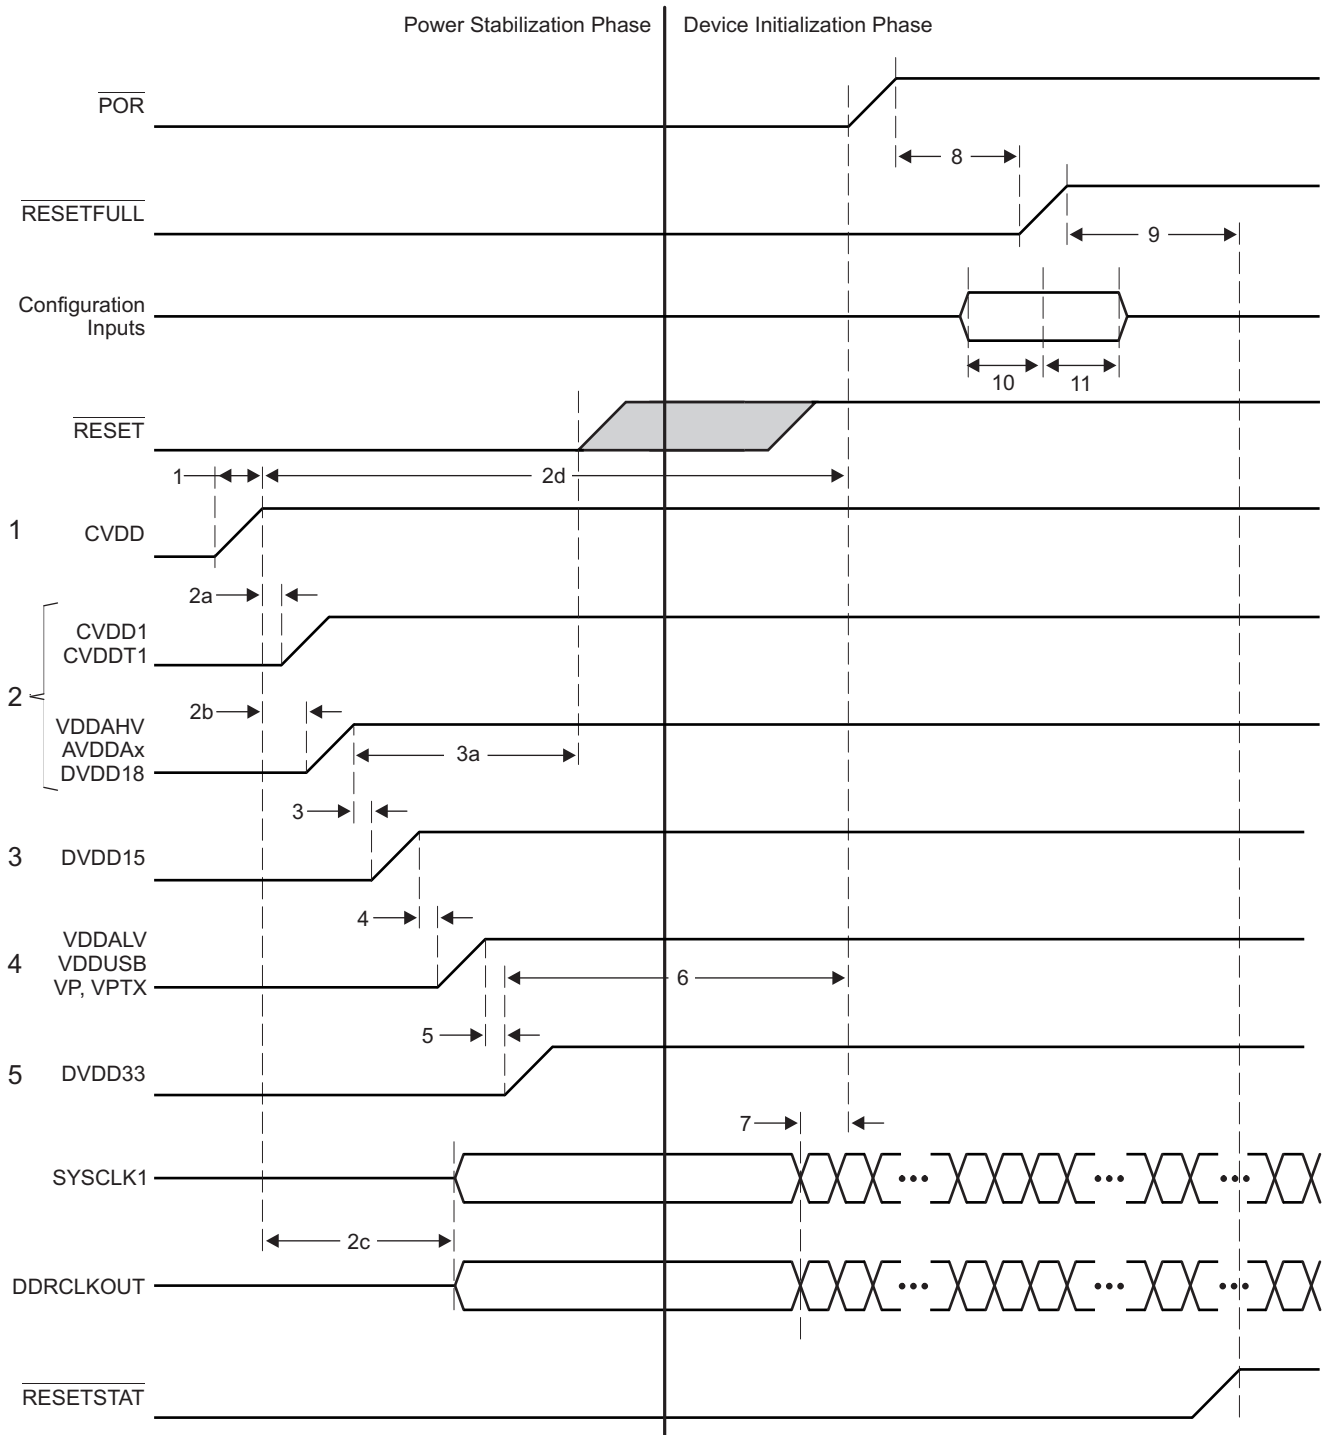 Power Stabilization Phase
Device Initialization Phase
POR
8
RESETFULL
9
Configuration
Inputs
10
11
RESET
1
2d
1
CVDD
2a
CVDD1
CVDDT1
2
2b
VDDAHV
AVDDAx
DVDD18
3a
3
3
DVDD15
4
4
VDDALV
VDDUSB
VP, VPTX
6
5
5
DVDD33
7
SYSCLK1
2c
DDRCLKOUT
RESETSTAT